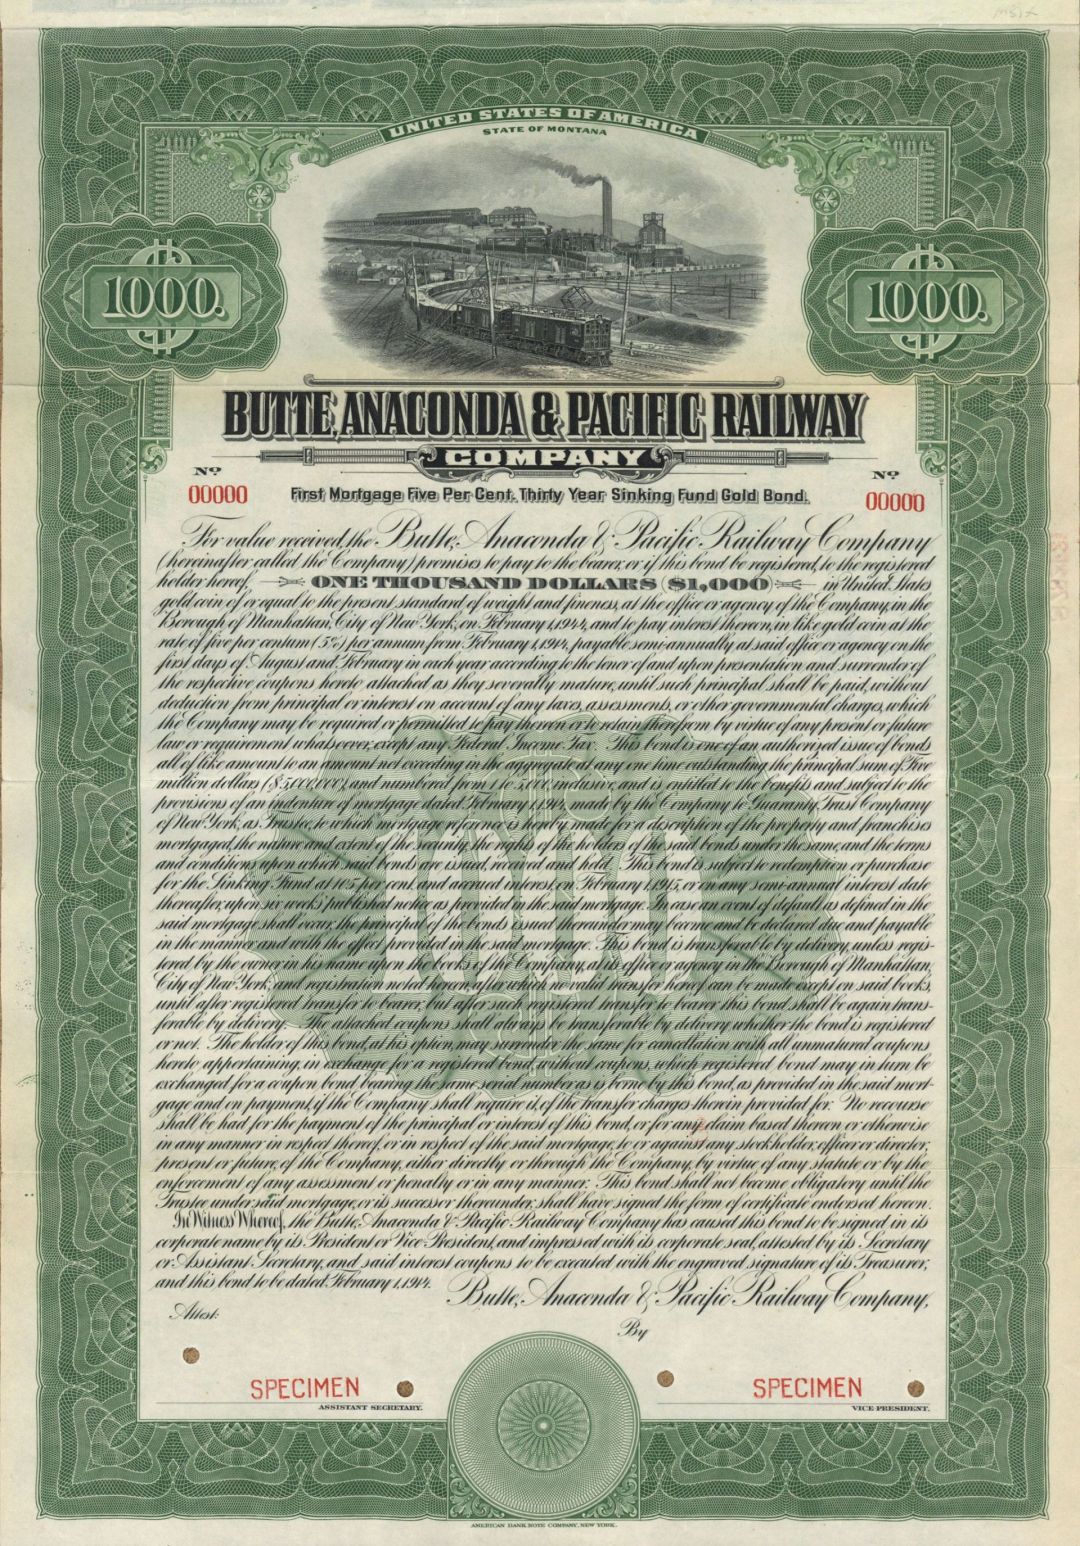 UNITED STATES OF AMERICA
STATE OF MONTANA
1000.
1000.
BUTTE, ANACONDA & PACIFIC RAILWAY
COMPANY
No
00000
No
00000
First Mortgage Five Per Cent. Thirty Year Sinking Fund Gold Bond.
For value received, the Butte, Anaconda & Pacific Railway Company
(hereinafter called the Company) promises to pay to the bearer, or if this bond be registered, to the registered
holder hereof, ONE THOUSAND DOLLARS ($1,000) in United States
gold coin of or equal to the present standard of weight and fineness, at the office or agency of the Company, in the
Borough of Manhattan, City of New York, on February 1, 1944, and to pay interest thereon, in like gold coin at the
rate of five per centum (5%) per annum from February 1, 1914, payable semi-annually at said office or agency on the
first days of August and February in each year according to the tenor of and upon presentation and surrender of
the respective coupons hereto attached as they severally mature, until such principal shall be paid, without
deduction from principal or interest on account of any taxes, assessments, or other governmental charges, which
the Company may be required or permitted to pay thereon or to retain therefrom by virtue of any present or future
law or requirement whatsoever, except any Federal Income Tax. This bond is one of an authorized issue of bonds
all of like amount to an amount not exceeding in the aggregate at any one time outstanding the principal sum of Five
million dollars ($5,000,000), and numbered from 1 to 5,000, inclusive, and is entitled to the benefits and subject to the
provisions of an indenture of mortgage dated February 1, 1914, made by the Company to Guaranty Trust Company
of New York, as Trustee, to which mortgage reference is hereby made for a description of the property and franchises
mortgaged, the nature and extent of the security, the rights of the holders of the said bonds under the same, and the terms
and conditions upon which said bonds are issued, received and held. This bond is subject to redemption or purchase
for the Sinking Fund at 105 per cent. and accrued interest, on February 1, 1915, or on any semi-annual interest date
thereafter, upon six weeks' published notice as provided in the said mortgage. In case an event of default, as defined in the
said mortgage, shall occur, the principal of the bonds issued thereunder may become and be declared due and payable
in the manner and with the effect provided in the said mortgage. This bond is transferable by delivery, unless regis-
tered by the owner in his name upon the books of the Company, at its office or agency in the Borough of Manhattan,
City of New York, and registration noted hereon, after which no valid transfer hereof can be made except on said books,
until after registered transfer to bearer, but after such registered transfer to bearer this bond shall be again trans-
ferable by delivery. The attached coupons shall always be transferable by delivery whether the bond is registered
or not. The holder of this bond, at his option, may surrender the same for cancellation with all unmatured coupons
hereto appertaining, in exchange for a registered bond, without coupons, which registered bond may in turn be
exchanged for a coupon bond bearing the same serial number as is borne by this bond, as provided in the said mort-
gage and on payment, if the Company shall require it, of the transfer charges therein provided for. No recourse
shall be had for the payment of the principal or interest of this bond, or for any claim based thereon or otherwise
in any manner in respect thereof, or in respect of the said mortgage, to or against any stockholder, officer or director,
present or future, of the Company, either directly or through the Company, by virtue of any statute or by the
enforcement of any assessment or penalty or in any manner. This bond shall not become obligatory until the
Trustee under said mortgage, or its successor thereunder, shall have signed the form of certificate endorsed hereon.
In Witness Whereof, the Butte, Anaconda & Pacific Railway Company has caused this bond to be signed in its
corporate name by its President or Vice President, and impressed with its corporate seal, attested by its Secretary
or Assistant Secretary, and said interest coupons to be executed with the engraved signature of its Treasurer,
and this bond to be dated February 1, 1914.
Butte, Anaconda & Pacific Railway Company,
Attest:
By
SPECIMEN
SPECIMEN
ASSISTANT SECRETARY.
VICE-PRESIDENT.
AMERICAN BANK NOTE COMPANY, NEW YORK.